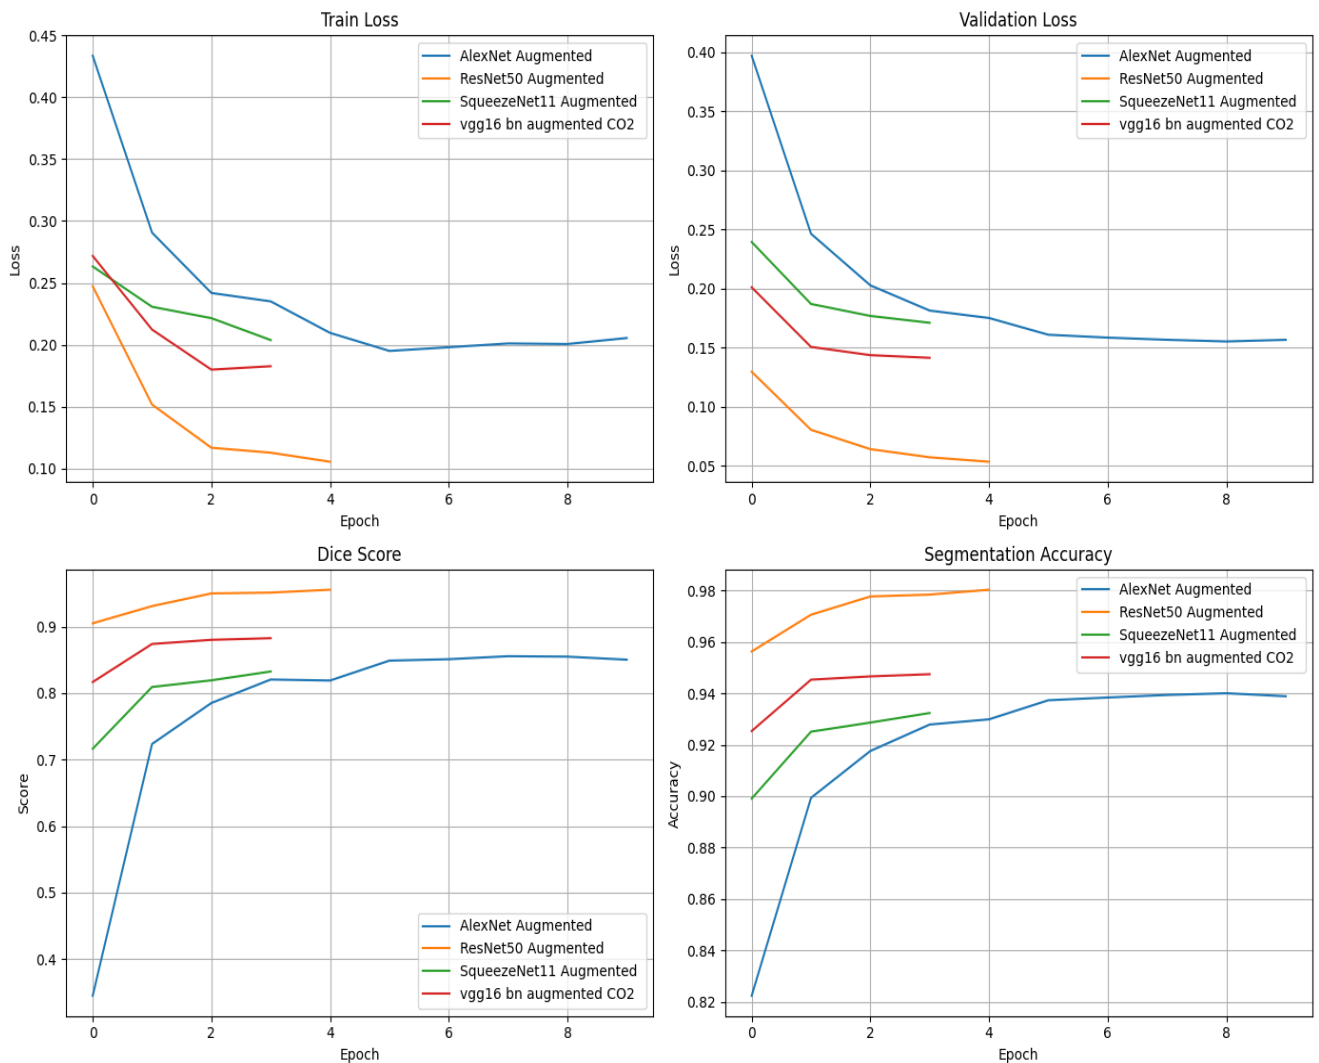 Train Loss
0.45
0.40
0.35
0.30
0.25
0.20
0.15
0.10
Loss
AlexNet Augmented
ResNet50 Augmented
SqueezeNet11 Augmented
vgg16 bn augmented CO2
0 2 4 6 8
Epoch
Validation Loss
0.40
0.35
0.30
0.25
0.20
0.15
0.10
0.05
Loss
AlexNet Augmented
ResNet50 Augmented
SqueezeNet11 Augmented
vgg16 bn augmented CO2
0 2 4 6 8
Epoch
Dice Score
0.9
0.8
0.7
0.6
0.5
0.4
Score
AlexNet Augmented
ResNet50 Augmented
SqueezeNet11 Augmented
vgg16 bn augmented CO2
0 2 4 6 8
Epoch
Segmentation Accuracy
0.98
0.96
0.94
0.92
0.90
0.88
0.86
0.84
0.82
Accuracy
AlexNet Augmented
ResNet50 Augmented
SqueezeNet11 Augmented
vgg16 bn augmented CO2
0 2 4 6 8
Epoch